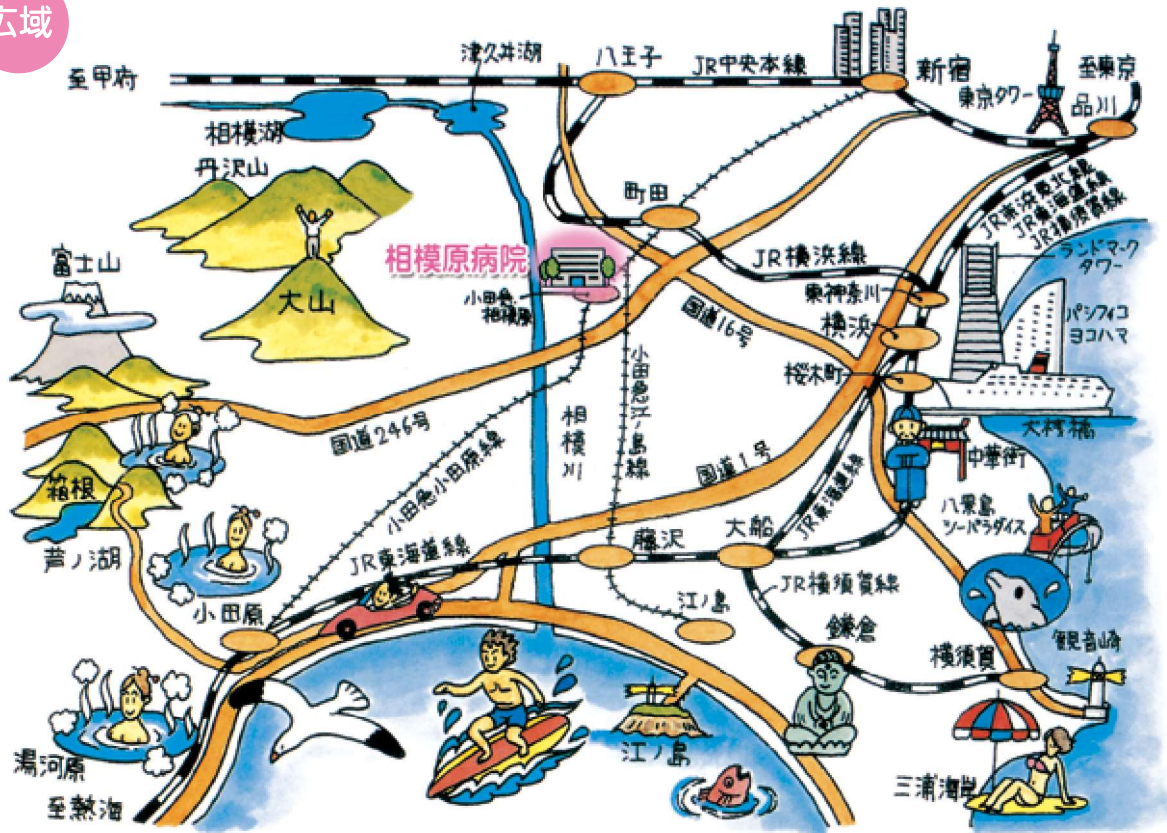 広域
至甲府
津久井湖
八王子
JR中央本線
新宿
東京タワー
至東京
品川
相模湖
丹沢山
町田
JR京浜東北線
JR東海道線
JR横須賀線
相模原病院
小田急
相模原
JR横浜線
東神奈川
ランドマーク
タワー
富士山
大山
国道16号
横浜
パシフィコ
ヨコハマ
桜木町
小田急江ノ島線
相模川
国道246号
小田急小田原線
国道1号
大桟橋
中華街
箱根
芦ノ湖
JR東海道線
藤沢
大船
JR東海道線
八景島
シーパラダイス
小田原
江ノ島
JR横須賀線
鎌倉
横須賀
観音崎
湯河原
至熱海
江ノ島
三浦海岸